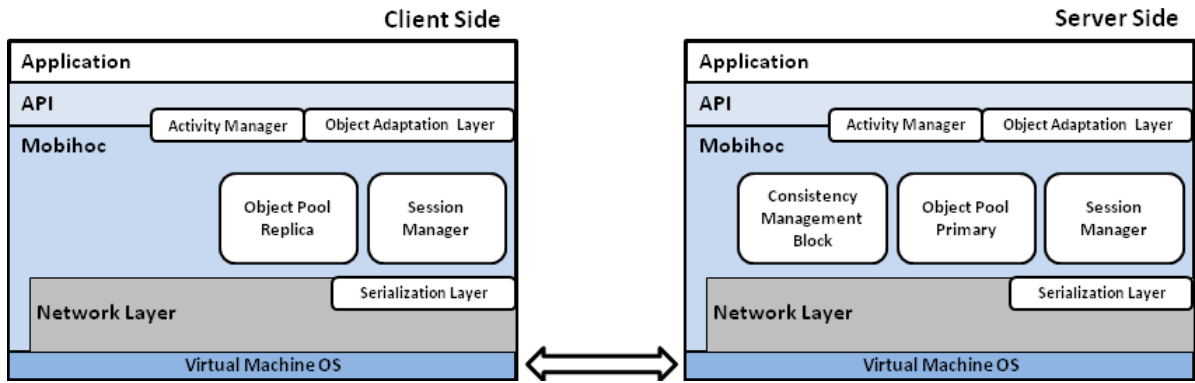 Client Side
Application
API
Activity Manager
Object Adaptation Layer
Mobihoc
Object Pool
Replica
Session
Manager
Serialization Layer
Network Layer
Virtual Machine OS
Server Side
Application
API
Activity Manager
Object Adaptation Layer
Mobihoc
Consistency
Management
Block
Object Pool
Primary
Session
Manager
Serialization Layer
Network Layer
Virtual Machine OS